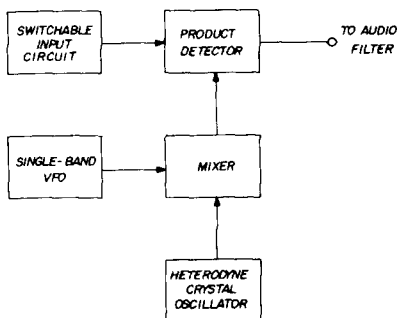 SWITCHABLE
INPUT
CIRCUIT
PRODUCT
DETECTOR
TO AUDIO
FILTER
SINGLE-BAND
VFO
MIXER
HETERODYNE
CRYSTAL
OSCILLATOR